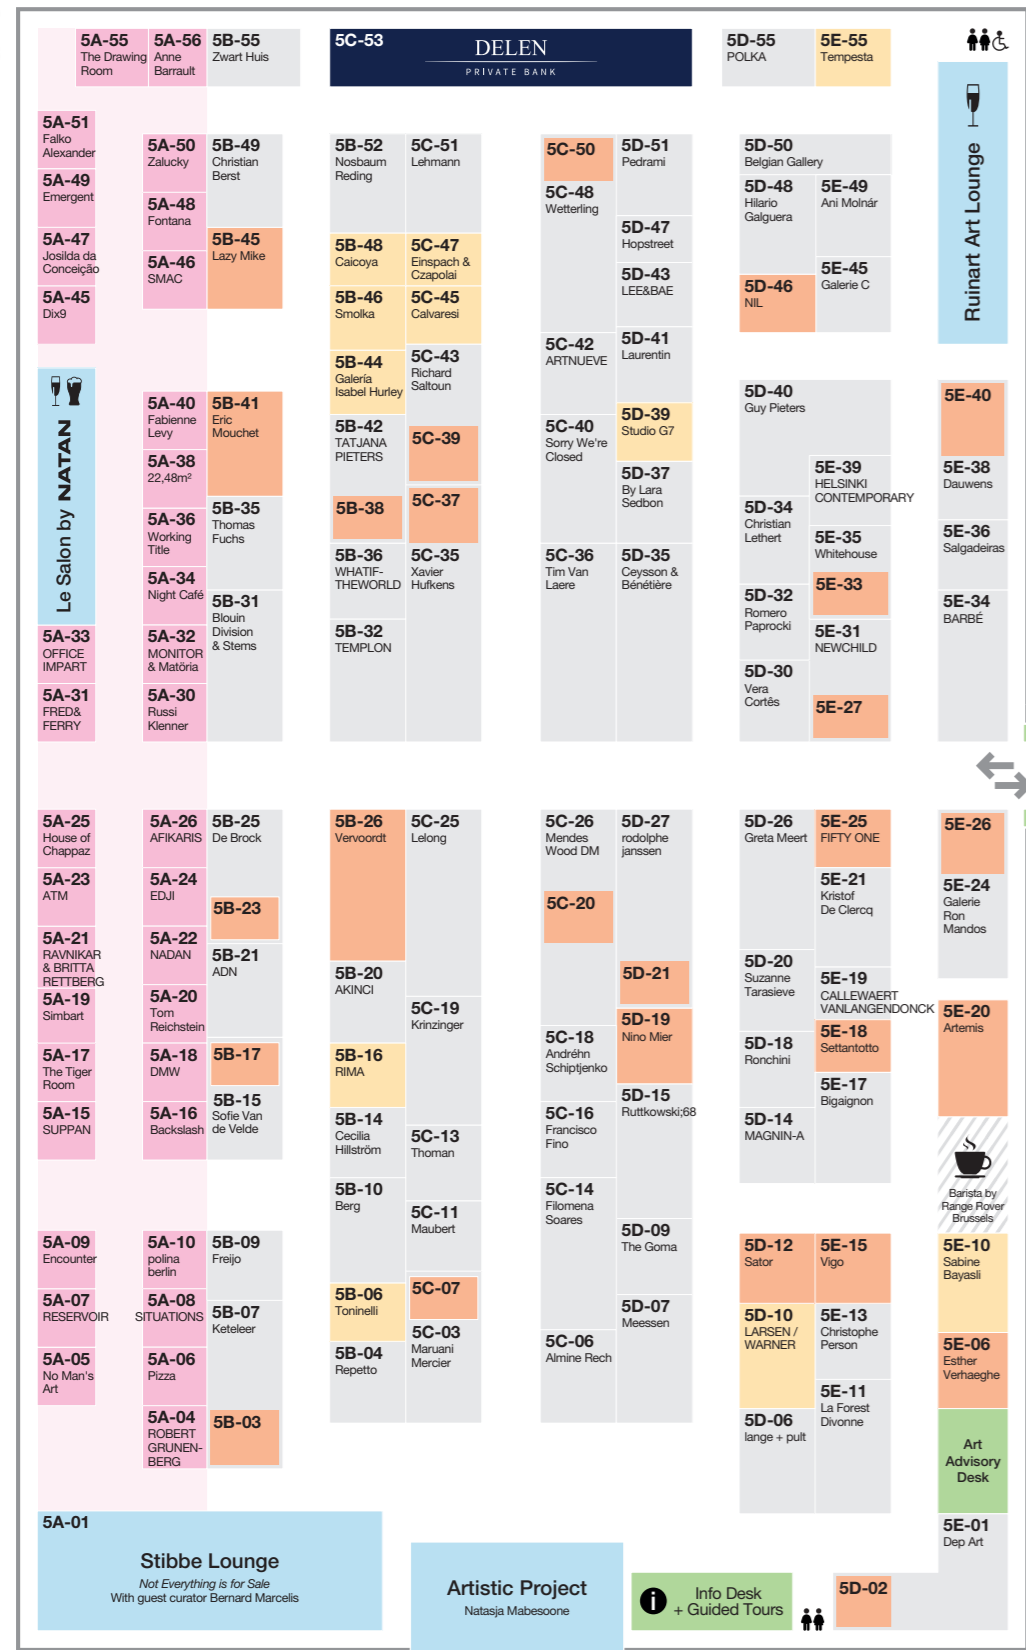 5A-55
The Drawing
Room
5A-56
Anne
Barrault
5B-55
Zwart Huis
5C-53
DELEN
PRIVATE BANK
5D-55
POLKA
5E-55
Tempesta
Ruinart Art Lounge
5A-51
Falko
Alexander
5A-49
Emergent
5A-47
Josilda da
Conceição
5A-45
Dix9
5A-50
Zalucky
5A-48
Fontana
5A-46
SMAC
5B-49
Christian
Berst
5B-45
Lazy Mike
5B-52
Nosbaum
Reding
5B-48
Caicoya
5B-46
Smolka
5B-44
Galería
Isabel Hurley
5B-42
TATJANA
PIETERS
5B-38
5B-36
WHATIF-
THEWORLD
5B-32
TEMPLON
5C-51
Lehmann
5C-47
Einspach &
Czapolai
5C-45
Calvaresi
5C-43
Richard
Saltoun
5C-39
5C-37
5C-35
Xavier
Hufkens
5C-50
5C-48
Wetterling
5C-42
ARTNUEVE
5C-40
Sorry We're
Closed
5C-36
Tim Van
Laere
5D-51
Pedrami
5D-47
Hopstreet
5D-43
LEE&BAE
5D-41
Laurentin
5D-39
Studio G7
5D-37
By Lara
Sedbon
5D-35
Ceysson &
Bénétière
5D-50
Belgian Gallery
5D-48
Hilario
Galguera
5D-46
NIL
5E-49
Ani Molnár
5E-45
Galerie C
5D-40
Guy Pieters
5D-34
Christian
Lethert
5D-32
Romero
Paprocki
5D-30
Vera
Cortês
5E-39
HELSINKI
CONTEMPORARY
5E-35
Whitehouse
5E-33
5E-31
NEWCHILD
5E-27
5E-40
5E-38
Dauwens
5E-36
Salgadeiras
5E-34
BARBÉ
Le Salon by NATAN
5A-33
OFFICE
IMPART
5A-31
FRED&
FERRY
5A-40
Fabienne
Levy
5A-38
22,48m²
5A-36
Working
Title
5A-34
Night Café
5A-32
MONITOR
& Matèria
5A-30
Russi
Klenner
5B-41
Eric
Mouchet
5B-35
Thomas
Fuchs
5B-31
Blouin
Division
& Stems
5A-25
House of
Chappaz
5A-23
ATM
5A-21
RAVNIKAR
& BRITTA
RETTBERG
5A-19
Simbart
5A-17
The Tiger
Room
5A-15
SUPPAN
5A-26
AFIKARIS
5A-24
EDJI
5A-22
NADAN
5A-20
Tom
Reichstein
5A-18
DMW
5A-16
Backslash
5B-25
De Brock
5B-23
5B-21
ADN
5B-17
5B-15
Sofie Van
de Velde
5B-26
Vervoordt
5B-20
AKINCI
5B-16
RIMA
5B-14
Cecilia
Hillström
5B-10
Berg
5B-06
Toninelli
5B-04
Repetto
5C-25
Lelong
5C-19
Krinzinger
5C-13
Thoman
5C-11
Maubert
5C-07
5C-03
Maruani
Mercier
5C-26
Mendes
Wood DM
5C-20
5C-18
Andréhn
Schiptjenko
5C-16
Francisco
Fino
5C-14
Filomena
Soares
5C-06
Almine Rech
5D-27
rodolphe
janssen
5D-21
5D-19
Nino Mier
5D-15
Ruttkowski;68
5D-09
The Goma
5D-07
Meessen
5D-26
Greta Meert
5D-20
Suzanne
Tarasieve
5D-18
Ronchini
5D-14
MAGNIN-A
5E-25
FIFTY ONE
5E-21
Kristof
De Clercq
5E-19
CALLEWAERT
VANLANGENDONCK
5E-18
Settantotto
5E-17
Bigaignon
5E-26
5E-24
Galerie
Ron
Mandos
5E-20
Artemis
Barista by
Range Rover
Brussels
5A-09
Encounter
5A-07
RESERVOIR
5A-05
No Man's
Art
5A-10
polina
berlin
5A-08
SITUATIONS
5A-06
Pizza
5A-04
ROBERT
GRUNEN-
BERG
5B-09
Freijo
5B-07
Keteleer
5B-03
5D-12
Sator
5D-10
LARSEN /
WARNER
5D-06
lange + pult
5E-15
Vigo
5E-13
Christophe
Person
5E-11
La Forest
Divonne
5E-10
Sabine
Bayasli
5E-06
Esther
Verhaeghe
Art
Advisory
Desk
5E-01
Dep Art
5D-02
5A-01
Stibbe Lounge
Not Everything is for Sale
With guest curator Bernard Marcelis
Artistic Project
Natasja Mabesoone
i
Info Desk
+ Guided Tours